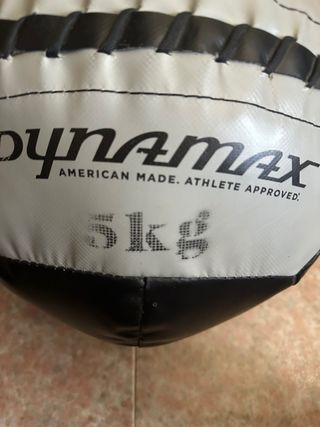 DYNAMAX
AMERICAN MADE. ATHLETE APPROVED.
5kg